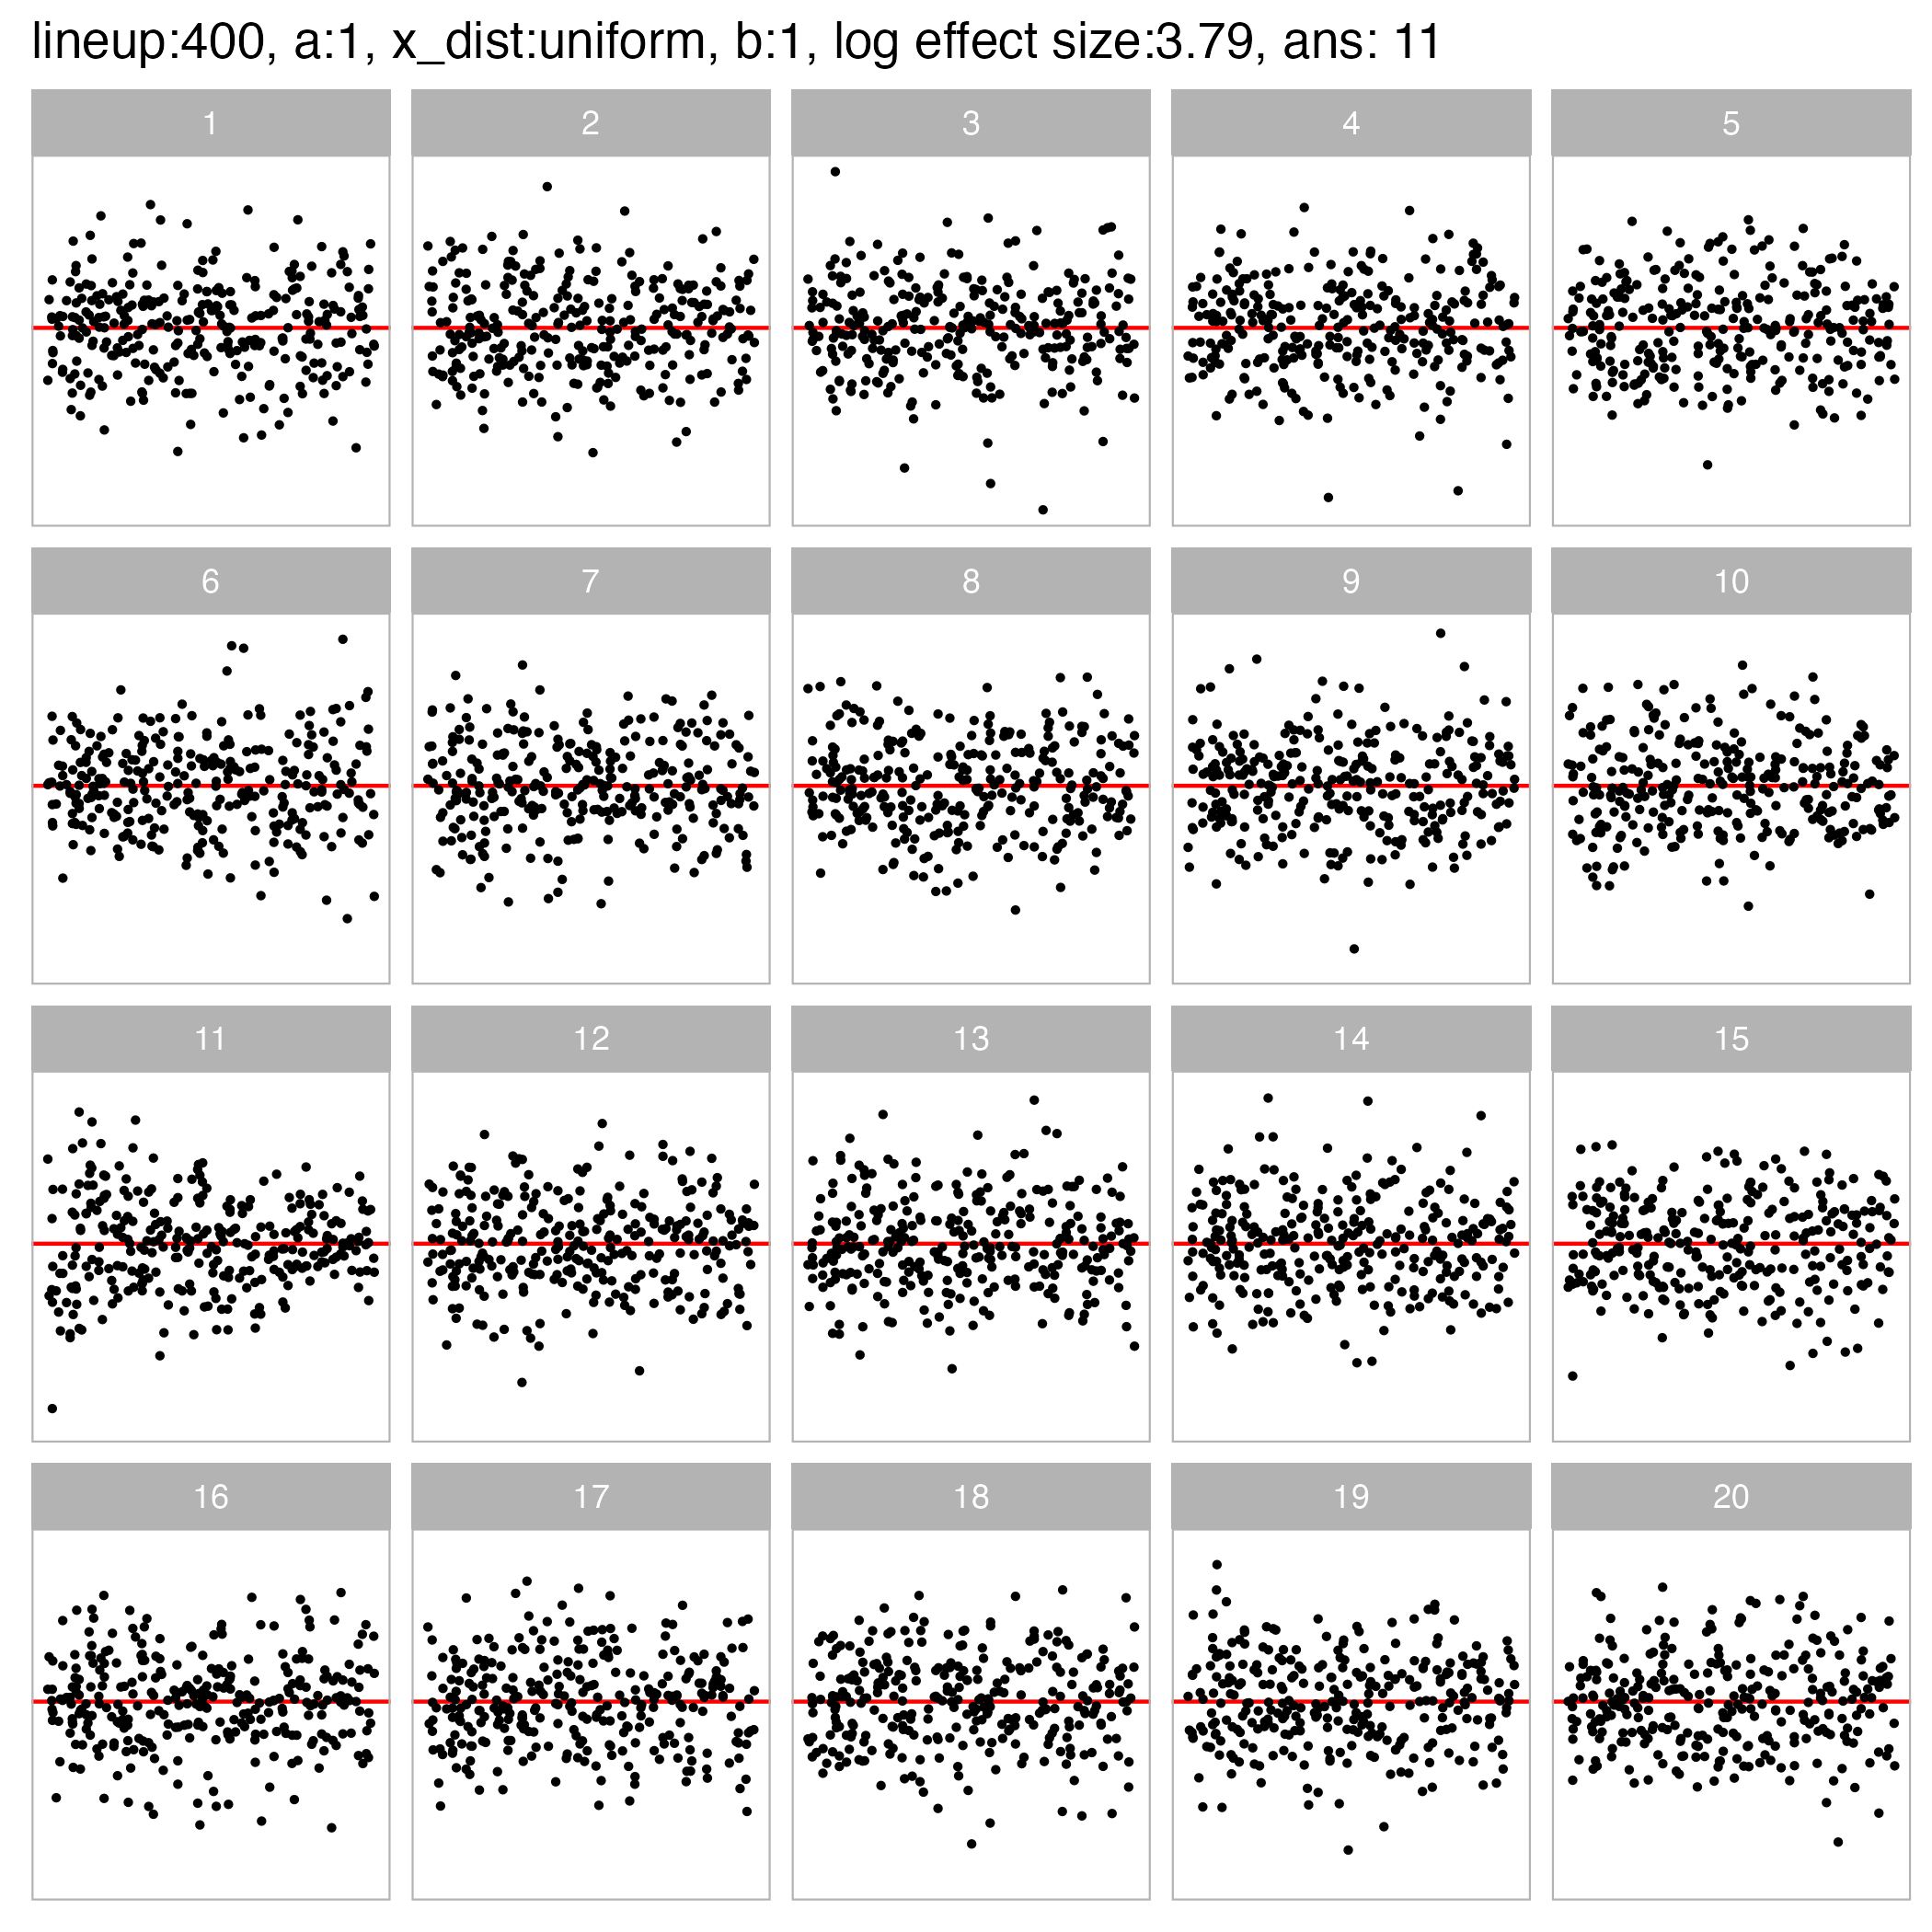 lineup:400, a:1, x_dist:uniform, b:1, log effect size:3.79, ans: 11
1 2 3 4 5
6 7 8 9 10
11 12 13 14 15
16 17 18 19 20